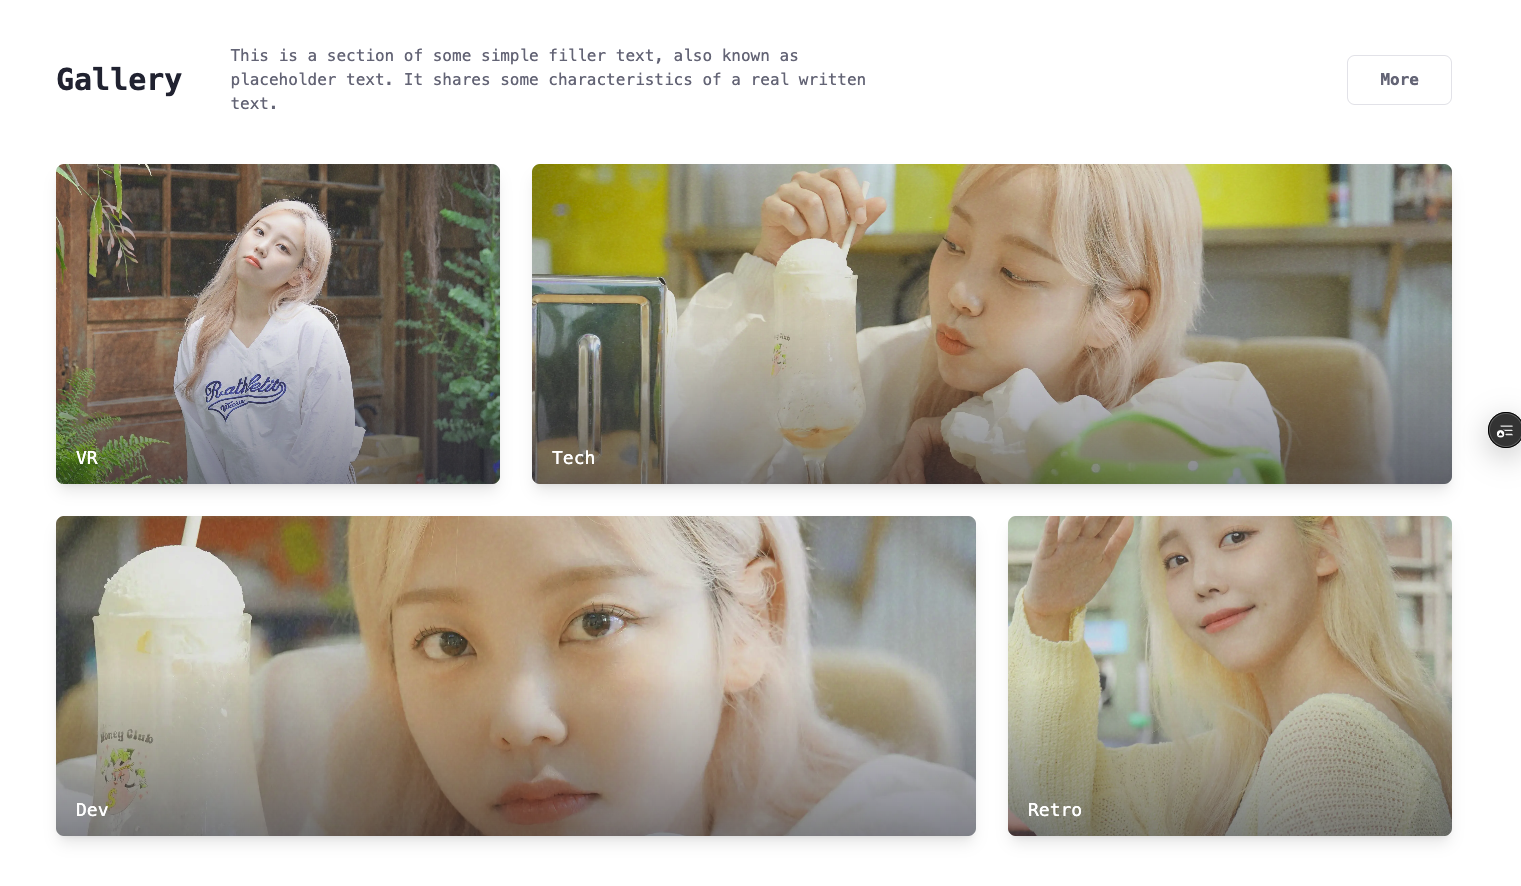 Gallery
This is a section of some simple filler text, also known as
placeholder text. It shares some characteristics of a real written
text.
More
VR
Tech
Dev
Honey Club
Retro